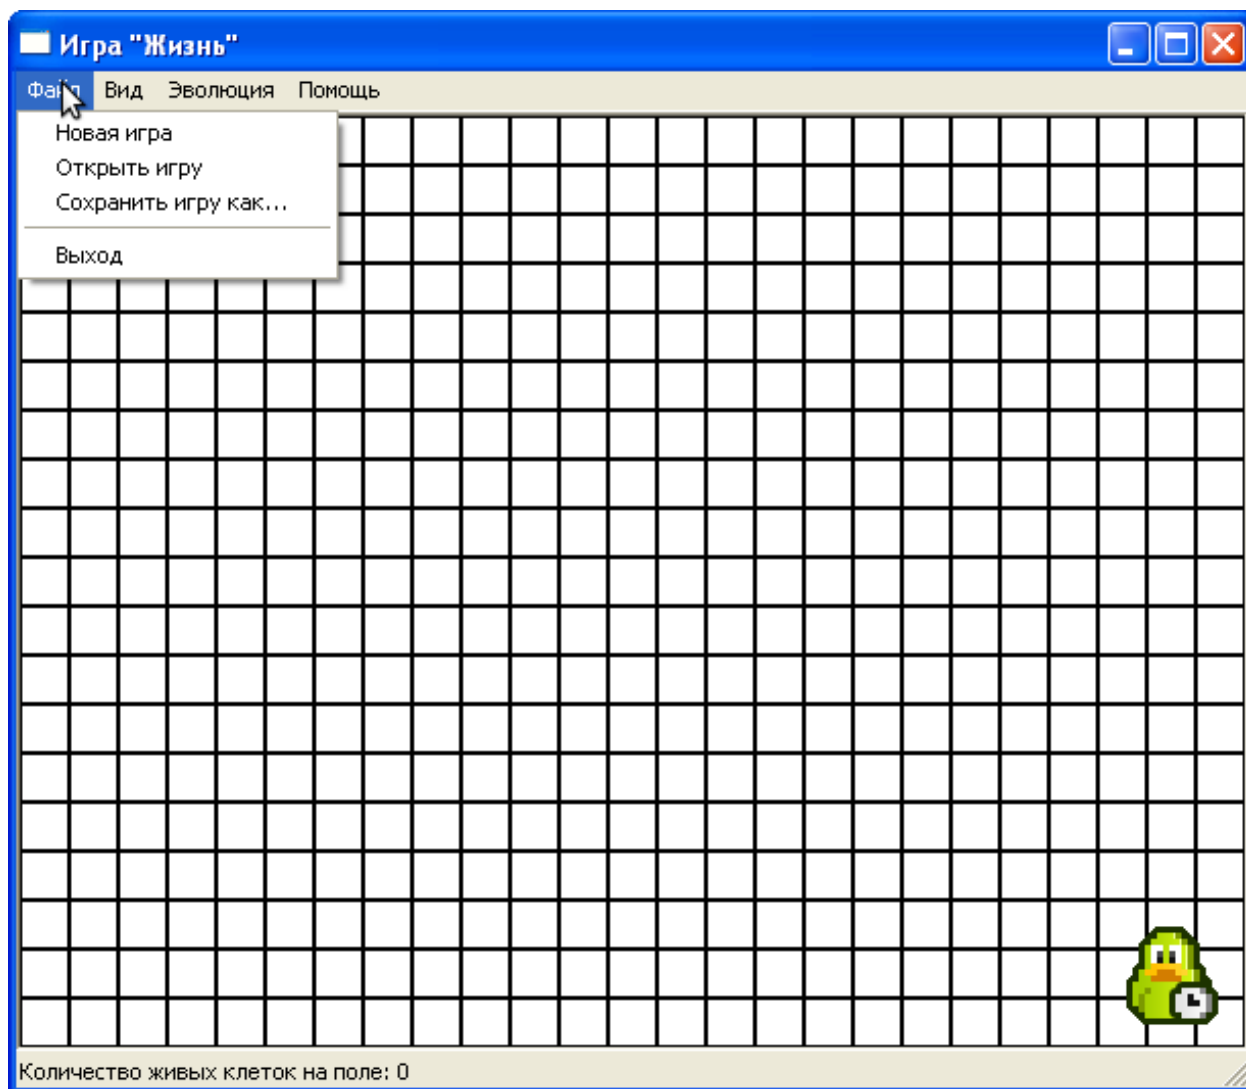 Игра "Жизнь"
Файл Вид Эволюция Помощь
Новая игра
Открыть игру
Сохранить игру как...
Выход
Количество живых клеток на поле: 0